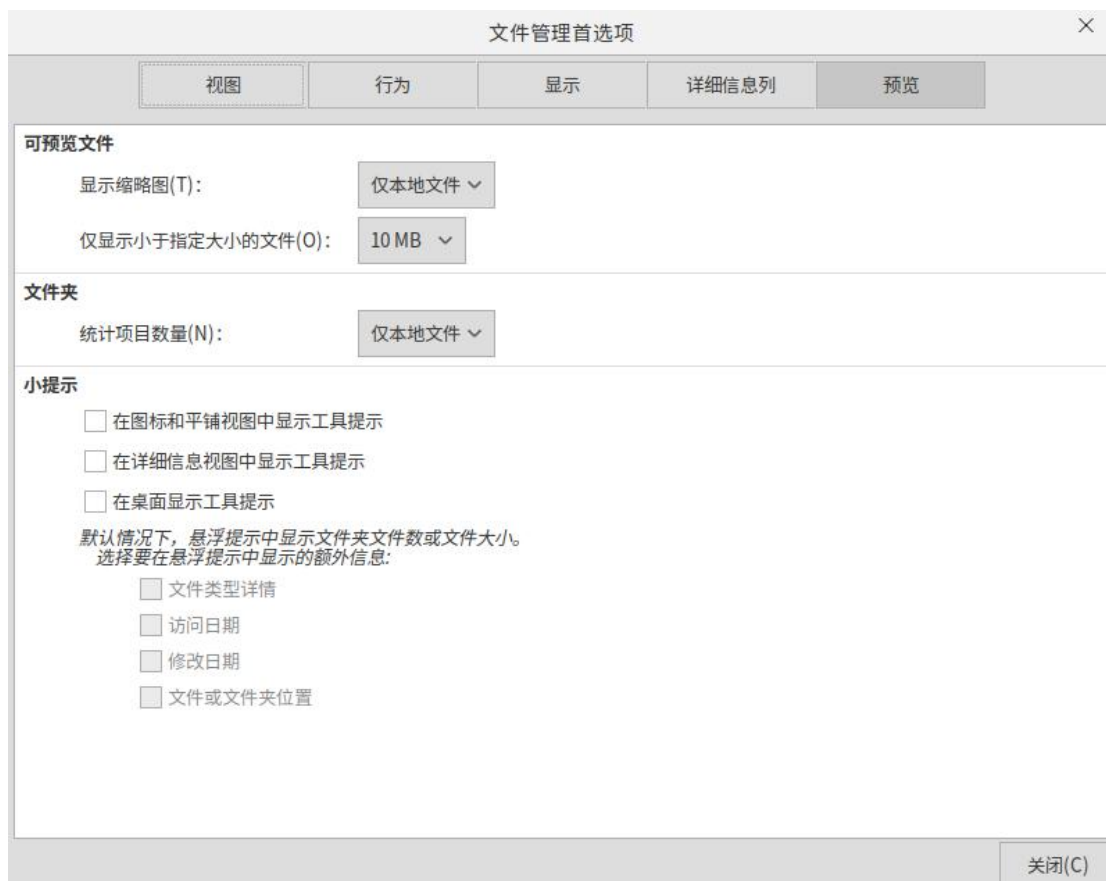 文件管理首选项
视图 行为 显示 详细信息列 预览
可预览文件
显示缩略图(T)： 仅本地文件
仅显示小于指定大小的文件(O)： 10 MB
文件夹
统计项目数量(N)： 仅本地文件
小提示
在图标和平铺视图中显示工具提示
在详细信息视图中显示工具提示
在桌面显示工具提示
默认情况下，悬浮提示中显示文件夹文件数或文件大小。
选择要在悬浮提示中显示的额外信息:
文件类型详情
访问日期
修改日期
文件或文件夹位置
关闭(C)